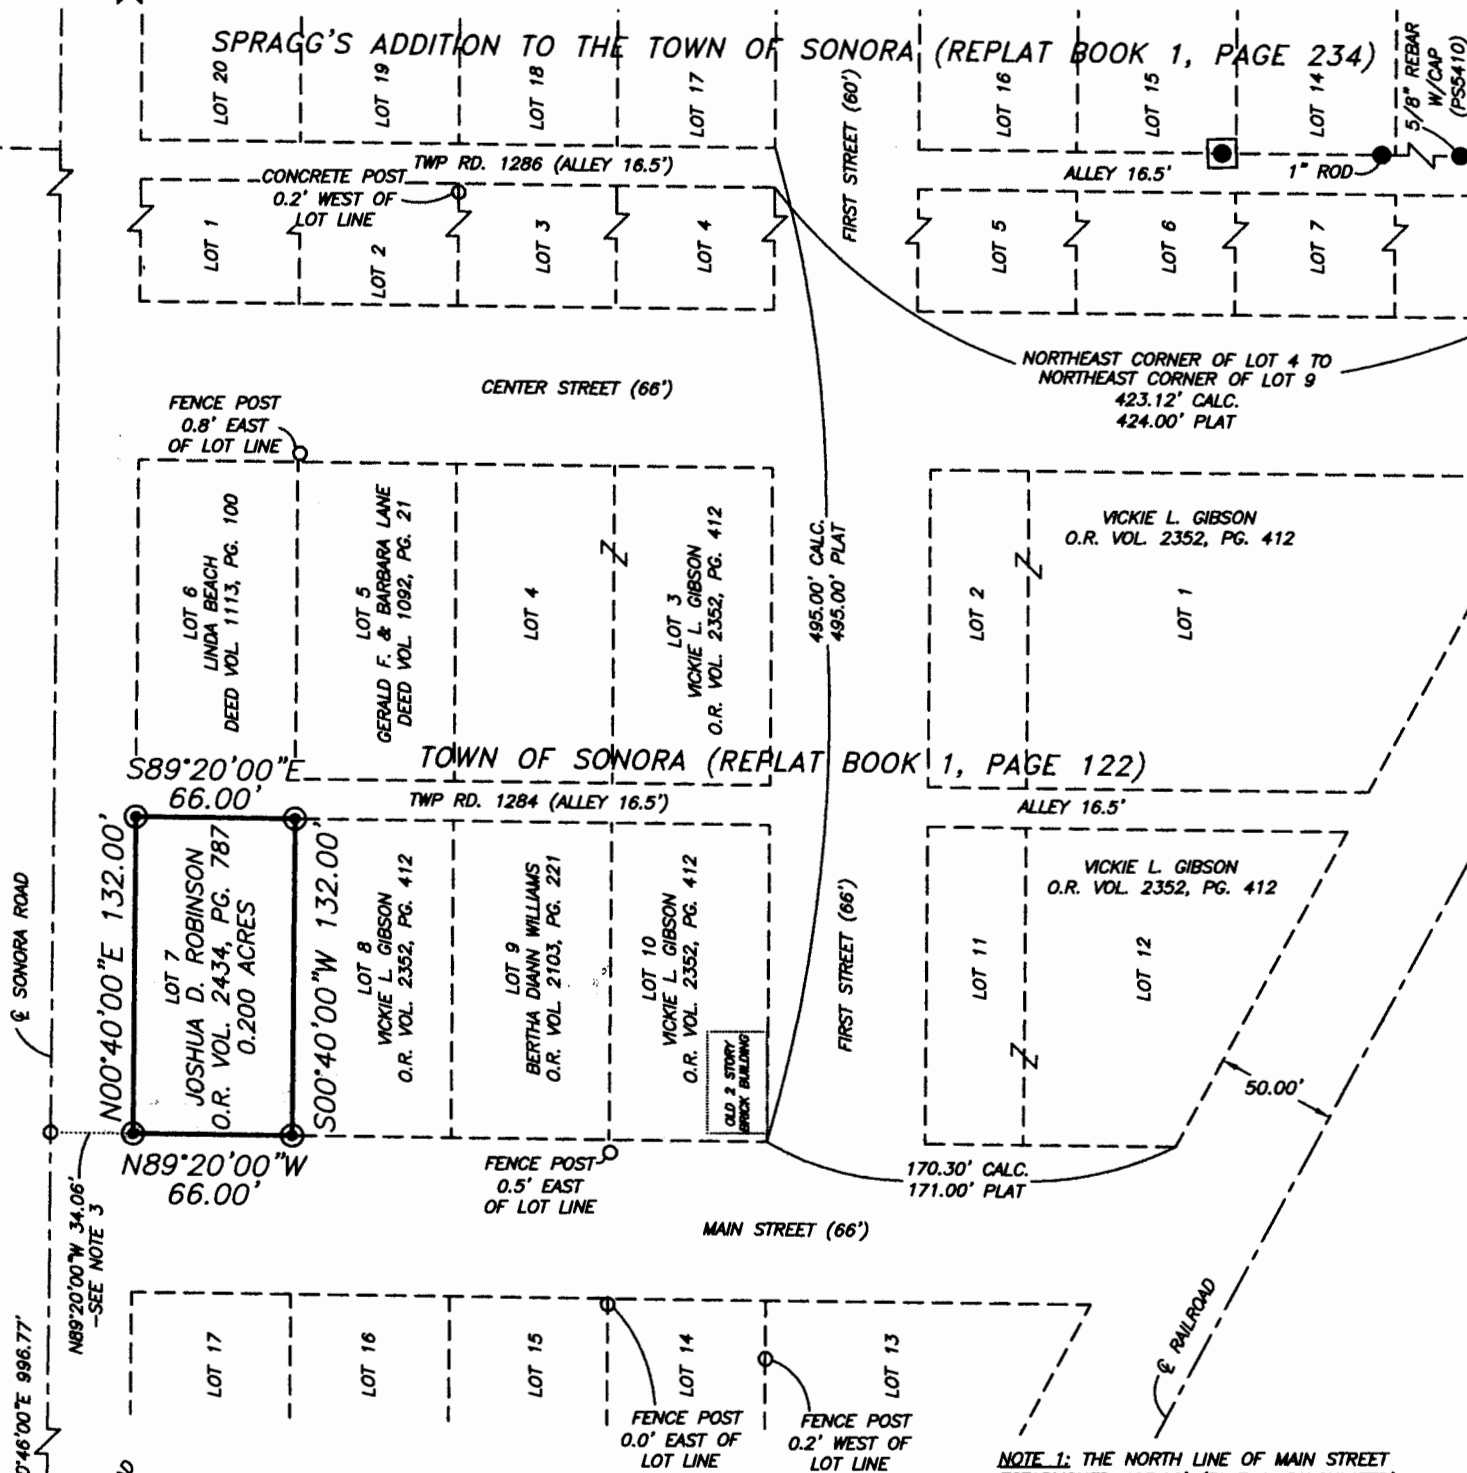 SPRAGG'S ADDITION TO THE TOWN OF SONORA (REPLAT BOOK 1, PAGE 234)
LOT 20
LOT 19
LOT 18
LOT 17
FIRST STREET (60')
LOT 16
LOT 15
LOT 14
5/8" REBAR
W/CAP
(PS5410)
TWP RD. 1286 (ALLEY 16.5')
ALLEY 16.5'
1" ROD
CONCRETE POST
0.2' WEST OF
LOT LINE
LOT 1
LOT 2
LOT 3
LOT 4
LOT 5
LOT 6
LOT 7
NORTHEAST CORNER OF LOT 4 TO
NORTHEAST CORNER OF LOT 9
423.12' CALC.
424.00' PLAT
CENTER STREET (66')
FENCE POST
0.8' EAST
OF LOT LINE
LOT 6
LINDA BEACH
DEED VOL. 1113, PG. 100
LOT 5
GERALD F. & BARBARA LANE
DEED VOL. 1092, PG. 21
LOT 4
LOT 3
VICKIE L. GIBSON
O.R. VOL. 2352, PG. 412
495.00' CALC.
495.00' PLAT
LOT 2
VICKIE L. GIBSON
O.R. VOL. 2352, PG. 412
LOT 1
TOWN OF SONORA (REPLAT BOOK 1, PAGE 122)
S89°20'00"E
66.00'
TWP RD. 1284 (ALLEY 16.5')
ALLEY 16.5'
℄ SONORA ROAD
N00°40'00"E 132.00'
LOT 7
JOSHUA D. ROBINSON
O.R. VOL. 2434, PG. 787
0.200 ACRES
S00°40'00"W 132.00'
LOT 8
VICKIE L. GIBSON
O.R. VOL. 2352, PG. 412
LOT 9
BERTHA DIANN WILLIAMS
O.R. VOL. 2103, PG. 221
LOT 10
VICKIE L. GIBSON
O.R. VOL. 2352, PG. 412
OLD 2 STORY
BRICK BUILDING
FIRST STREET (66')
LOT 11
VICKIE L. GIBSON
O.R. VOL. 2352, PG. 412
LOT 12
50.00'
N89°20'00"W
66.00'
N89°20'00"W 34.06'
-SEE NOTE 3
FENCE POST
0.5' EAST
OF LOT LINE
170.30' CALC.
171.00' PLAT
MAIN STREET (66')
0°46'00"E 996.77'
LOT 17
LOT 16
LOT 15
LOT 14
LOT 13
℄ RAILROAD
FENCE POST
0.0' EAST OF
LOT LINE
FENCE POST
0.2' WEST OF
LOT LINE
NOTE 1: THE NORTH LINE OF MAIN STREET